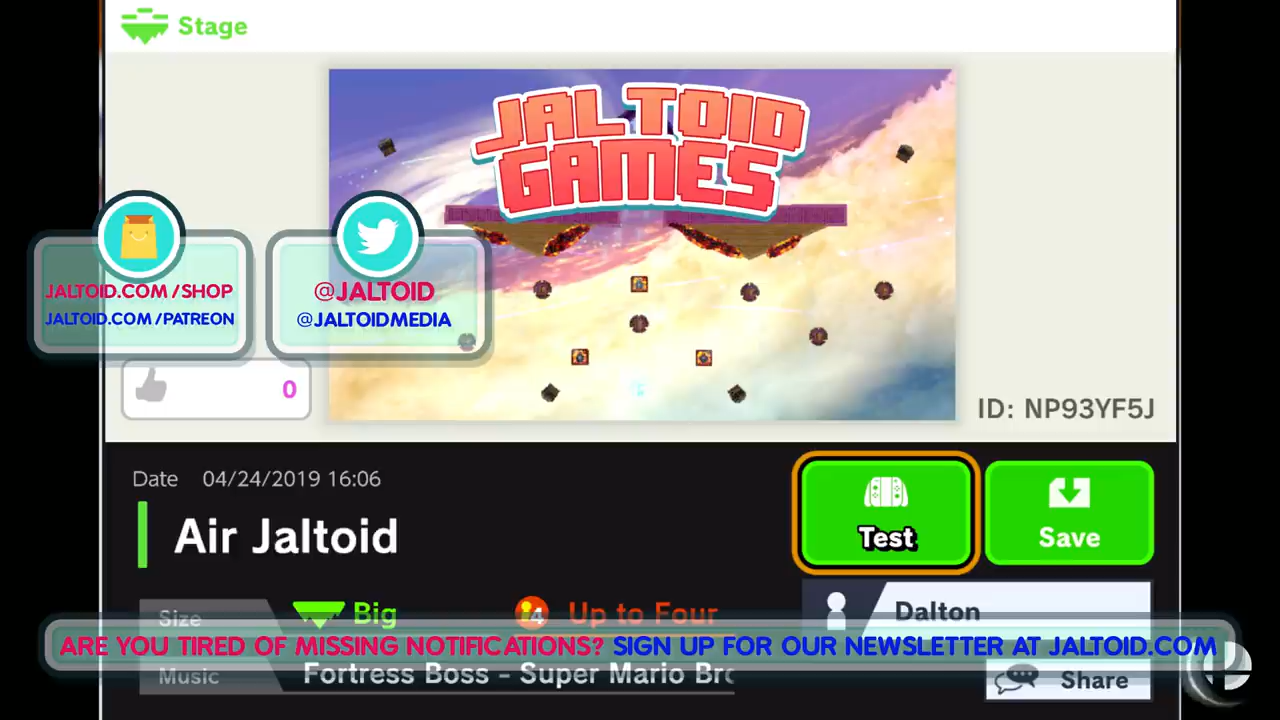 Stage
JALTOID
GAMES
JALTOID.COM/SHOP
JALTOID.COM/PATREON
@JALTOID
@JALTOIDMEDIA
0
ID: NP93YF5J
Date 04/24/2019 16:06
Air Jaltoid
Test
Save
Size Big 4 Up to Four
Dalton
ARE YOU TIRED OF MISSING NOTIFICATIONS? SIGN UP FOR OUR NEWSLETTER AT JALTOID.COM
Music Fortress Boss - Super Mario Brc
Share